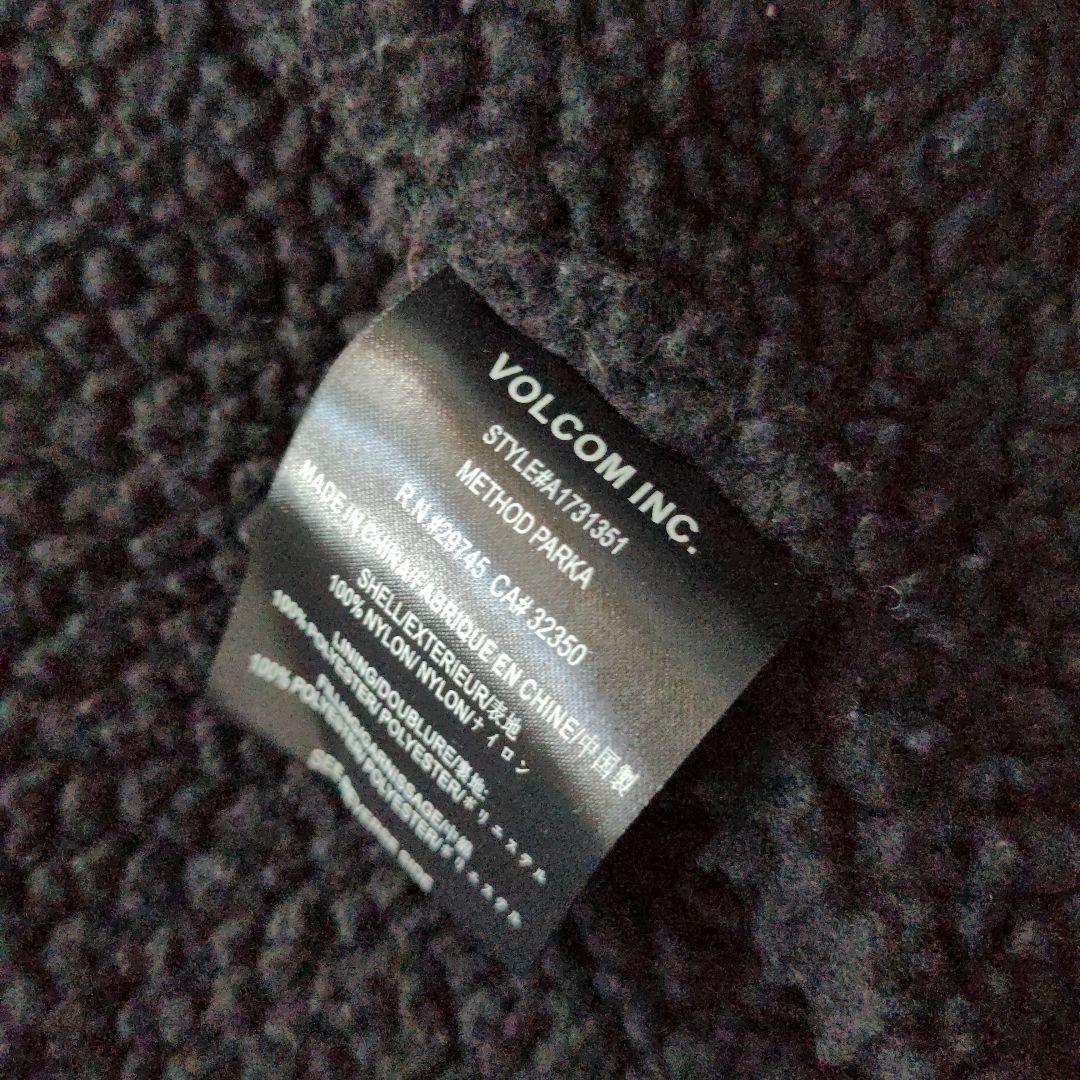 VOLCOM INC.
STYLE#A1731351
METHOD PARKA
R.N.#29745 CA# 32350
MADE IN CHINA/FABRIQUE EN CHINE/中国製
SHELL/EXTERIEUR/表地
100% NYLON/ NYLON/ナイロン
LINING/DOUBLURE/裏地:
100% POLYESTER/ POLYESTER/ポリエステル
100% POLYESTER/POLYESTER/ポリエステル